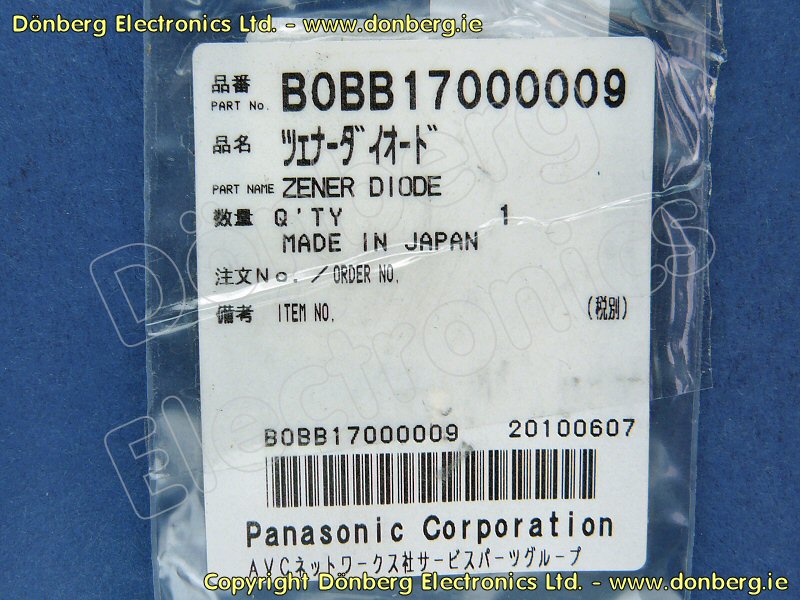 Dönberg Electronics Ltd. - www.donberg.ie
品番 PART No. B0BB17000009
品名 ツェナーダイオード
PART NAME ZENER DIODE
数量 Q'TY 1
MADE IN JAPAN
注文No./ORDER NO.
備考 ITEM NO. (税別)
Dönberg
Electronics
B0BB17000009 20100607
Panasonic Corporation
AVCネットワークス社サービスパーツグループ
Copyright Dönberg Electronics Ltd. - www.donberg.ie